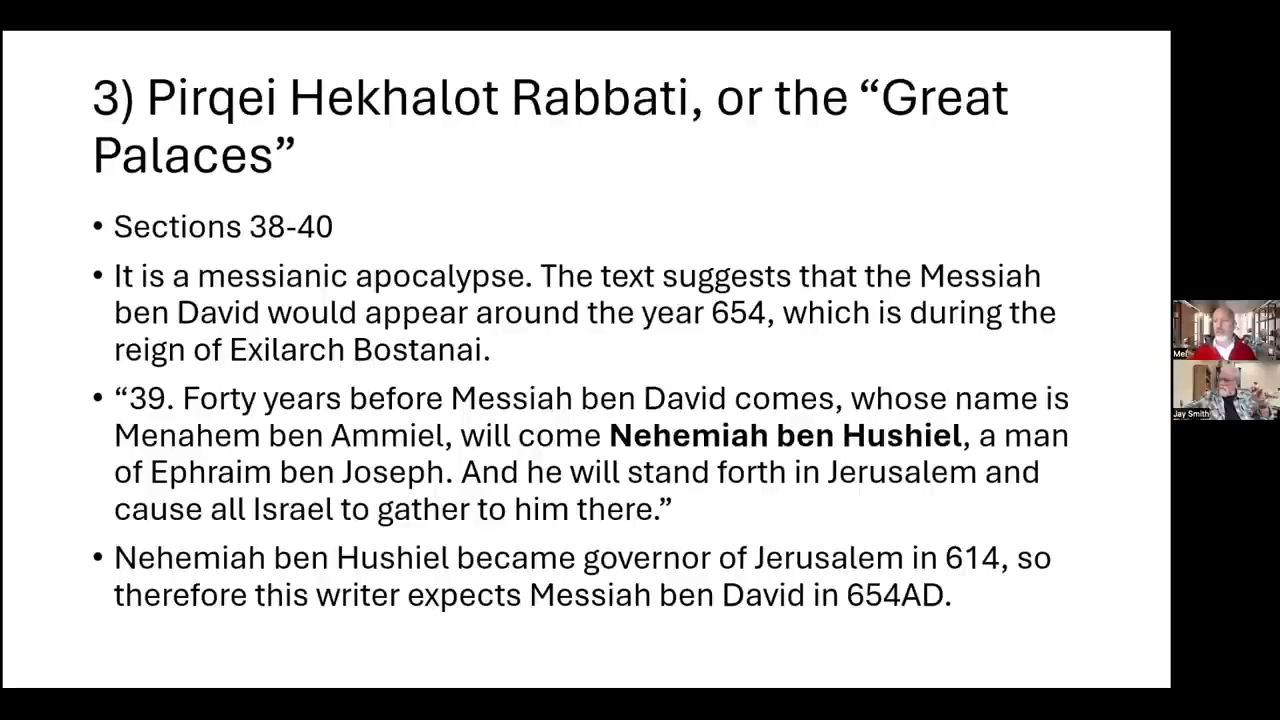 3) Pirqei Hekhalot Rabbati, or the “Great
Palaces”
• Sections 38-40
• It is a messianic apocalypse. The text suggests that the Messiah
ben David would appear around the year 654, which is during the
reign of Exilarch Bostanai.
• “39. Forty years before Messiah ben David comes, whose name is
Menahem ben Ammiel, will come Nehemiah ben Hushiel, a man
of Ephraim ben Joseph. And he will stand forth in Jerusalem and
cause all Israel to gather to him there.”
• Nehemiah ben Hushiel became governor of Jerusalem in 614, so
therefore this writer expects Messiah ben David in 654AD.
Mel
Jay Smith